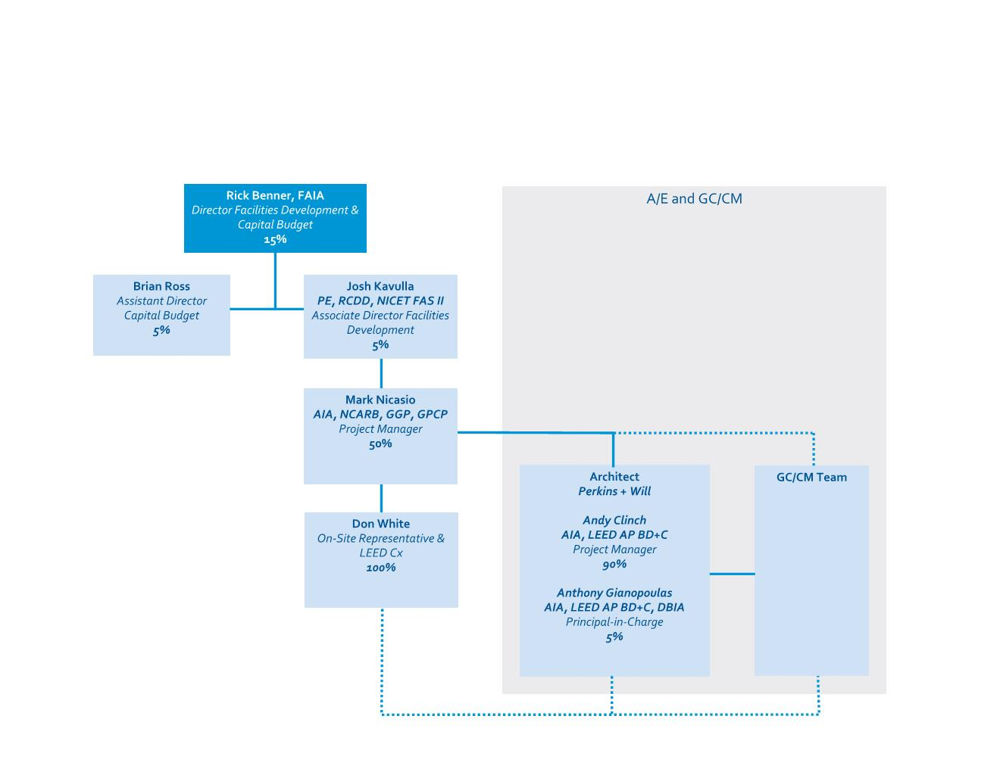 Rick Benner, FAIA
Director Facilities Development &
Capital Budget
15%
A/E and GC/CM
Brian Ross
Assistant Director
Capital Budget
5%
Josh Kavulla
PE, RCDD, NICET FAS II
Associate Director Facilities
Development
5%
Mark Nicasio
AIA, NCARB, GGP, GPCP
Project Manager
50%
Don White
On-Site Representative &
LEED Cx
100%
Architect
Perkins + Will
Andy Clinch
AIA, LEED AP BD+C
Project Manager
90%
Anthony Gianopoulas
AIA, LEED AP BD+C, DBIA
Principal-in-Charge
5%
GC/CM Team